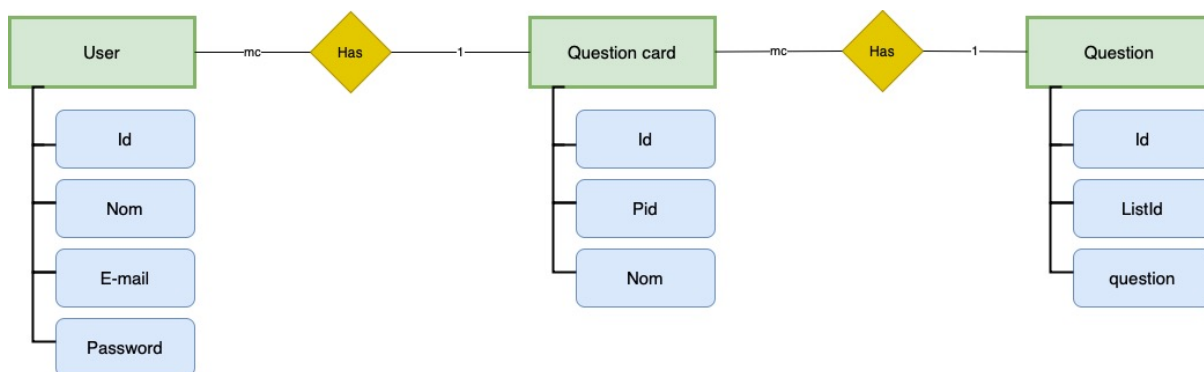 User
mc
Has
1
Question card
mc
Has
1
Question
Id
Nom
E-mail
Password
Id
Pid
Nom
Id
ListId
question